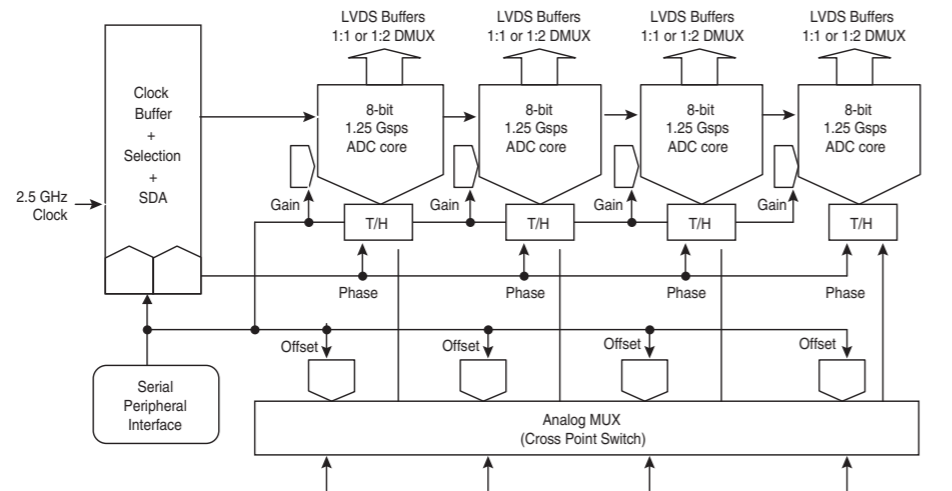 LVDS Buffers
1:1 or 1:2 DMUX
LVDS Buffers
1:1 or 1:2 DMUX
LVDS Buffers
1:1 or 1:2 DMUX
LVDS Buffers
1:1 or 1:2 DMUX
Clock
Buffer
+
Selection
+
SDA
8-bit
1.25 Gsps
ADC core
8-bit
1.25 Gsps
ADC core
8-bit
1.25 Gsps
ADC core
8-bit
1.25 Gsps
ADC core
2.5 GHz
Clock
Gain
T/H
Gain
T/H
Gain
T/H
Gain
T/H
Phase
Phase
Phase
Phase
Offset
Offset
Offset
Offset
Serial
Peripheral
Interface
Analog MUX
(Cross Point Switch)